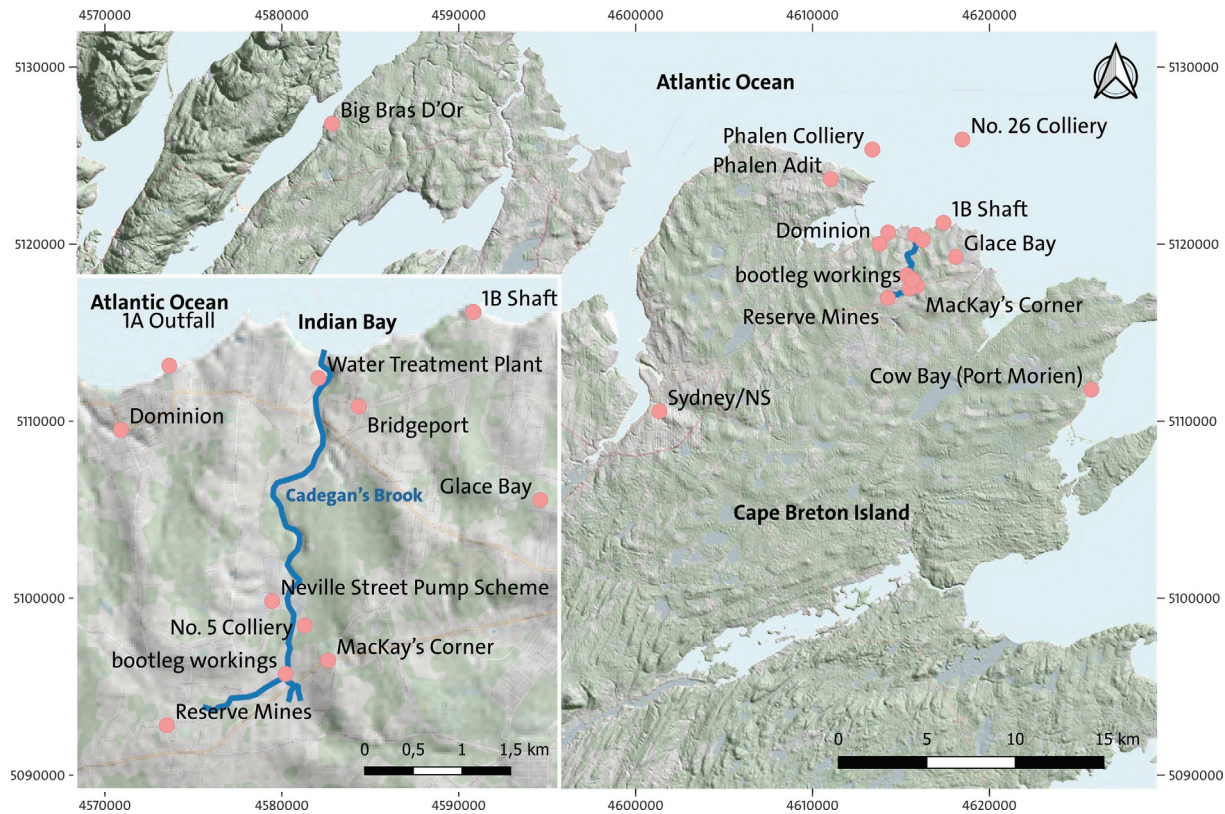 4570000 4580000 4590000 4600000 4610000 4620000
5130000
5120000
5110000
5100000
5090000
5130000
5120000
5110000
5100000
5090000
Atlantic Ocean
Big Bras D’Or
Phalen Colliery
No. 26 Colliery
Phalen Adit
1B Shaft
Dominion
Glace Bay
bootleg workings
MacKay’s Corner
Reserve Mines
Cow Bay (Port Morien)
Sydney/NS
Cape Breton Island
0 5 10 15 km
Atlantic Ocean
1A Outfall
Indian Bay
1B Shaft
Water Treatment Plant
Dominion
Bridgeport
Glace Bay
Cadegan’s Brook
Neville Street Pump Scheme
No. 5 Colliery
MacKay’s Corner
bootleg workings
Reserve Mines
0 0,5 1 1,5 km
4570000 4580000 4590000 4600000 4610000 4620000